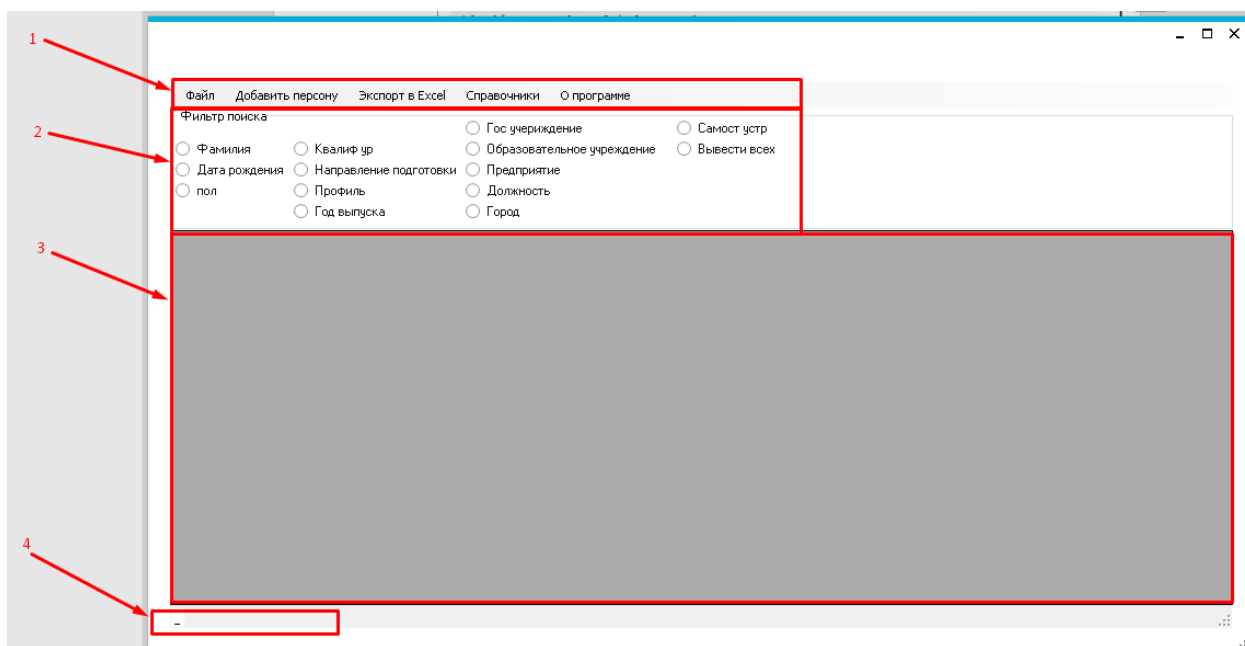 1
Файл Добавить персону Экспорт в Excel Справочники О программе
2
Фильтр поиска
Гос учериждение Самост устр
Фамилия Квалиф ур Образовательное учреждение Вывести всех
Дата рождения Направление подготовки Предприятие
пол Профиль Должность
Год выпуска Город
3
4